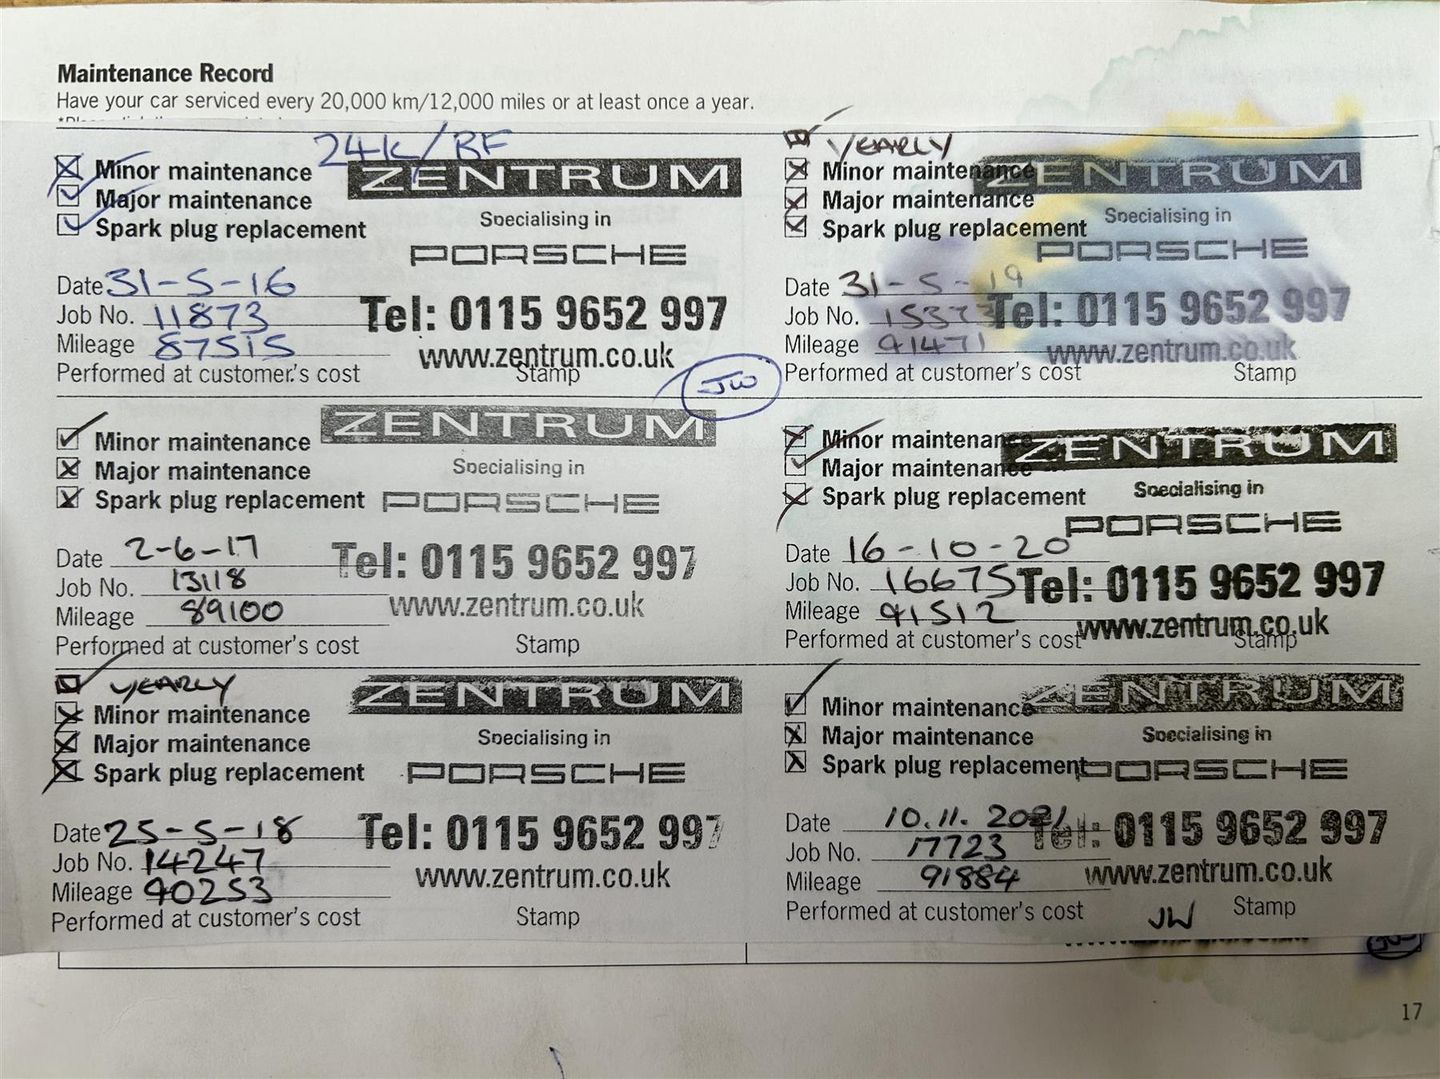 Maintenance Record
Have your car serviced every 20,000 km/12,000 miles or at least once a year.
24k/BF
Minor maintenance
Major maintenance
Spark plug replacement
ZENTRUM
Specialising in
PORSCHE
Date 31-5-16
Job No. 11873
Mileage 87515
Tel: 0115 9652 997
www.zentrum.co.uk
Performed at customer's cost
Stamp
JW
Minor maintenance
Major maintenance
Spark plug replacement
ZENTRUM
Specialising in
PORSCHE
Date 2-6-17
Job No. 13118
Mileage 89100
Tel: 0115 9652 997
www.zentrum.co.uk
Performed at customer's cost
Stamp
YEARLY
Minor maintenance
Major maintenance
Spark plug replacement
ZENTRUM
Specialising in
PORSCHE
Date 25-5-18
Job No. 14247
Mileage 90253
Tel: 0115 9652 997
www.zentrum.co.uk
Performed at customer's cost
Stamp
YEARLY
Minor maintenance
Major maintenance
Spark plug replacement
ZENTRUM
Specialising in
PORSCHE
Date 31-5-19
Job No. 15373
Mileage 91471
Tel: 0115 9652 997
www.zentrum.co.uk
Performed at customer's cost
Stamp
Minor maintenance
Major maintenance
Spark plug replacement
ZENTRUM
Specialising in
PORSCHE
Date 16-10-20
Job No. 16675
Mileage 91512
Tel: 0115 9652 997
www.zentrum.co.uk
Performed at customer's cost
Stamp
Minor maintenance
Major maintenance
Spark plug replacement
ZENTRUM
Specialising in
PORSCHE
Date 10.11.2021
Job No. 17723
Mileage 91884
Tel: 0115 9652 997
www.zentrum.co.uk
Performed at customer's cost
JW
Stamp
17